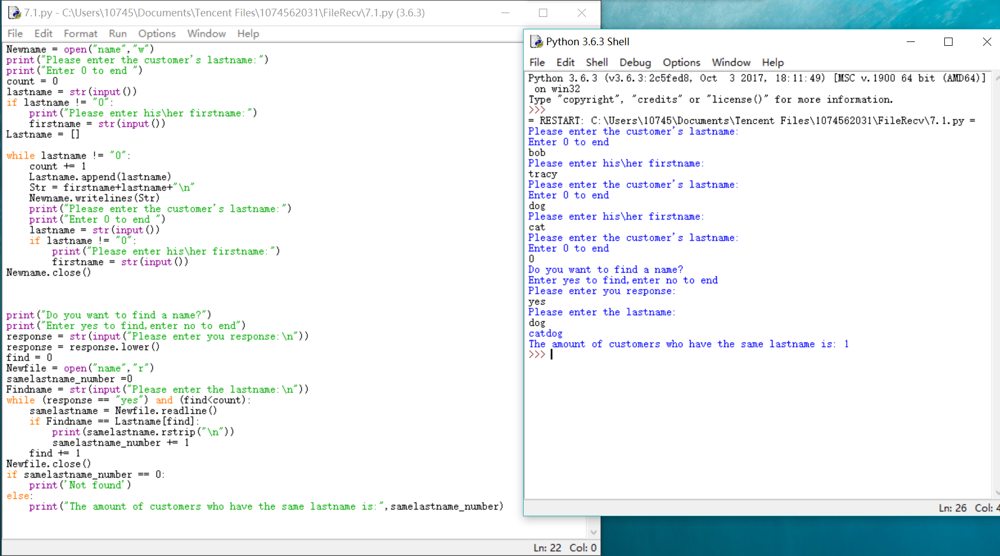 7.1.py - C:\Users\10745\Documents\Tencent Files\1074562031\FileRecv\7.1.py (3.6.3)
File Edit Format Run Options Window Help
Newname = open("name","w")
print("Please enter the customer's lastname:")
print("Enter 0 to end ")
count = 0
lastname = str(input())
if lastname != "0":
    print("Please enter his\her firstname:")
    firstname = str(input())
Lastname = []
while lastname != "0":
    count += 1
    Lastname.append(lastname)
    Str = firstname+lastname+"\n"
    Newname.writelines(Str)
    print("Please enter the customer's lastname:")
    print("Enter 0 to end ")
    lastname = str(input())
    if lastname != "0":
        print("Please enter his\her firstname:")
        firstname = str(input())
Newname.close()
print("Do you want to find a name?")
print("Enter yes to find,enter no to end")
response = str(input("Please enter you response:\n"))
response = response.lower()
find = 0
Newfile = open("name","r")
samelastname_number =0
Findname = str(input("Please enter the lastname:\n"))
while (response == "yes") and (find<count):
    samelastname = Newfile.readline()
    if Findname == Lastname[find]:
        print(samelastname.rstrip("\n"))
        samelastname_number += 1
    find += 1
Newfile.close()
if samelastname_number == 0:
    print('Not found')
else:
    print("The amount of customers who have the same lastname is:",samelastname_number)
Ln: 22 Col: 0
Python 3.6.3 Shell
File Edit Shell Debug Options Window Help
Python 3.6.3 (v3.6.3:2c5fed8, Oct  3 2017, 18:11:49) [MSC v.1900 64 bit (AMD64)]
 on win32
Type "copyright", "credits" or "license()" for more information.
>>>
= RESTART: C:\Users\10745\Documents\Tencent Files\1074562031\FileRecv\7.1.py =
Please enter the customer's lastname:
Enter 0 to end
bob
Please enter his\her firstname:
tracy
Please enter the customer's lastname:
Enter 0 to end
dog
Please enter his\her firstname:
cat
Please enter the customer's lastname:
Enter 0 to end
0
Do you want to find a name?
Enter yes to find,enter no to end
Please enter you response:
yes
Please enter the lastname:
dog
catdog
The amount of customers who have the same lastname is: 1
>>>
Ln: 26 Col: 4